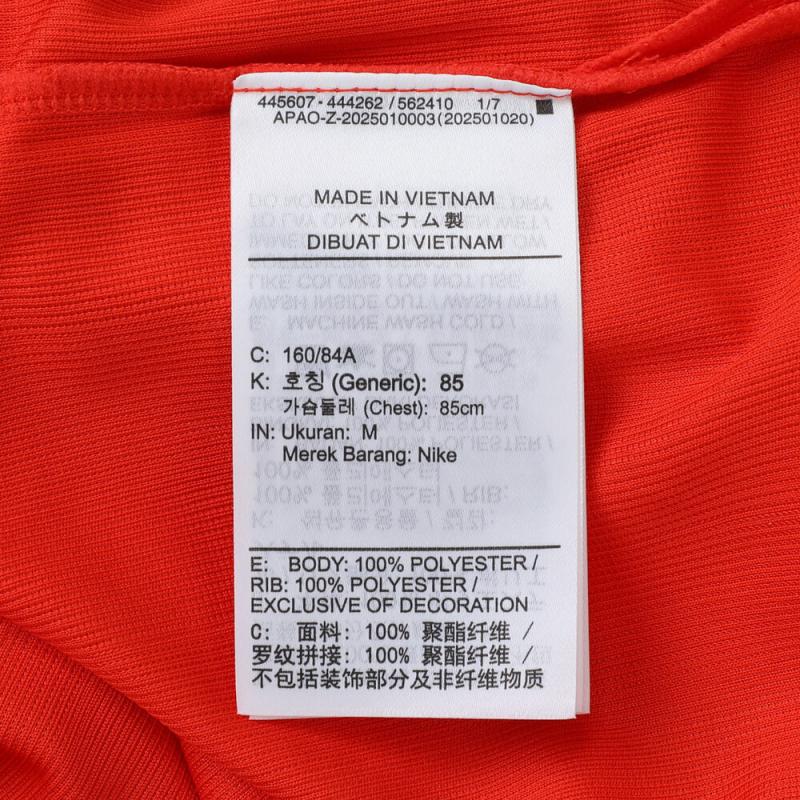 445607 - 444262 / 562410 1/7
APAO-Z-2025010003(202501020)
MADE IN VIETNAM
ベトナム製
DIBUAT DI VIETNAM
C: 160/84A
K: 호칭 (Generic): 85
가슴둘레 (Chest): 85cm
IN: Ukuran: M
Merek Barang: Nike
E: BODY: 100% POLYESTER /
RIB: 100% POLYESTER /
EXCLUSIVE OF DECORATION
C: 面料: 100% 聚酯纤维 /
罗纹拼接: 100% 聚酯纤维 /
不包括装饰部分及非纤维物质